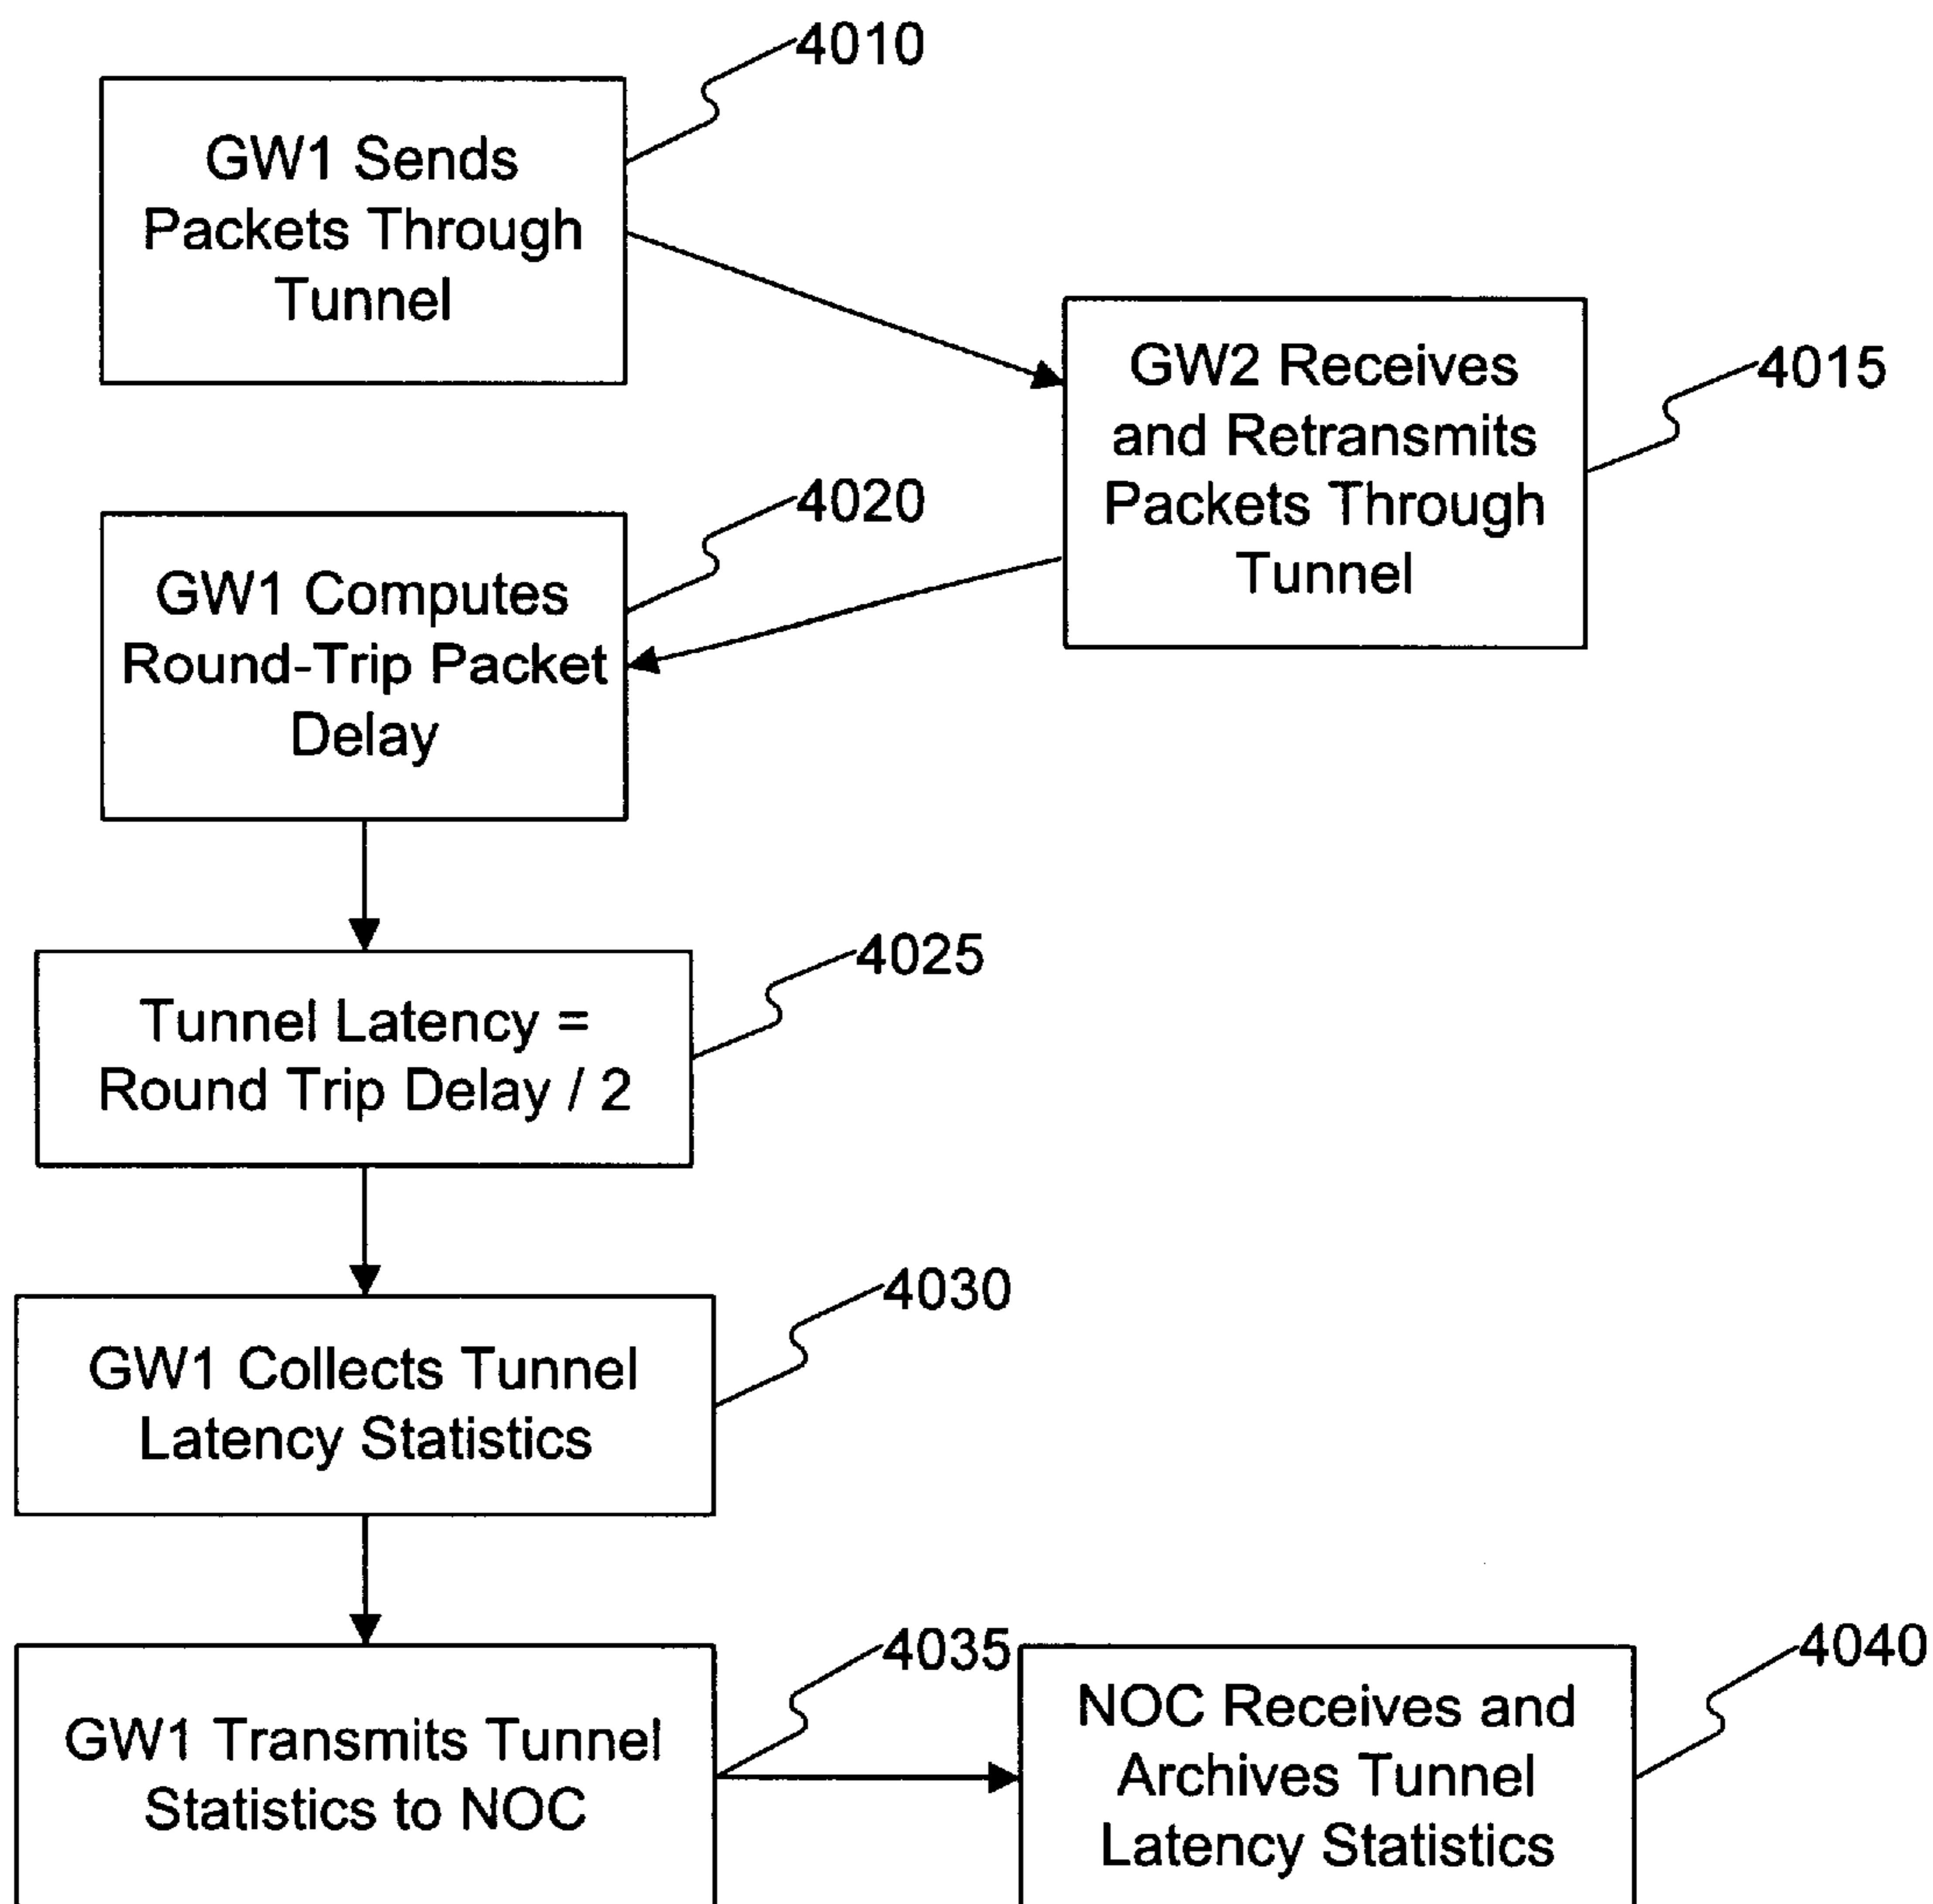 4010
GW1 Sends
Packets Through
Tunnel
GW2 Receives
and Retransmits
Packets Through
Tunnel
4015
4020
GW1 Computes
Round-Trip Packet
Delay
4025
Tunnel Latency =
Round Trip Delay / 2
4030
GW1 Collects Tunnel
Latency Statistics
4035
GW1 Transmits Tunnel
Statistics to NOC
4040
NOC Receives and
Archives Tunnel
Latency Statistics